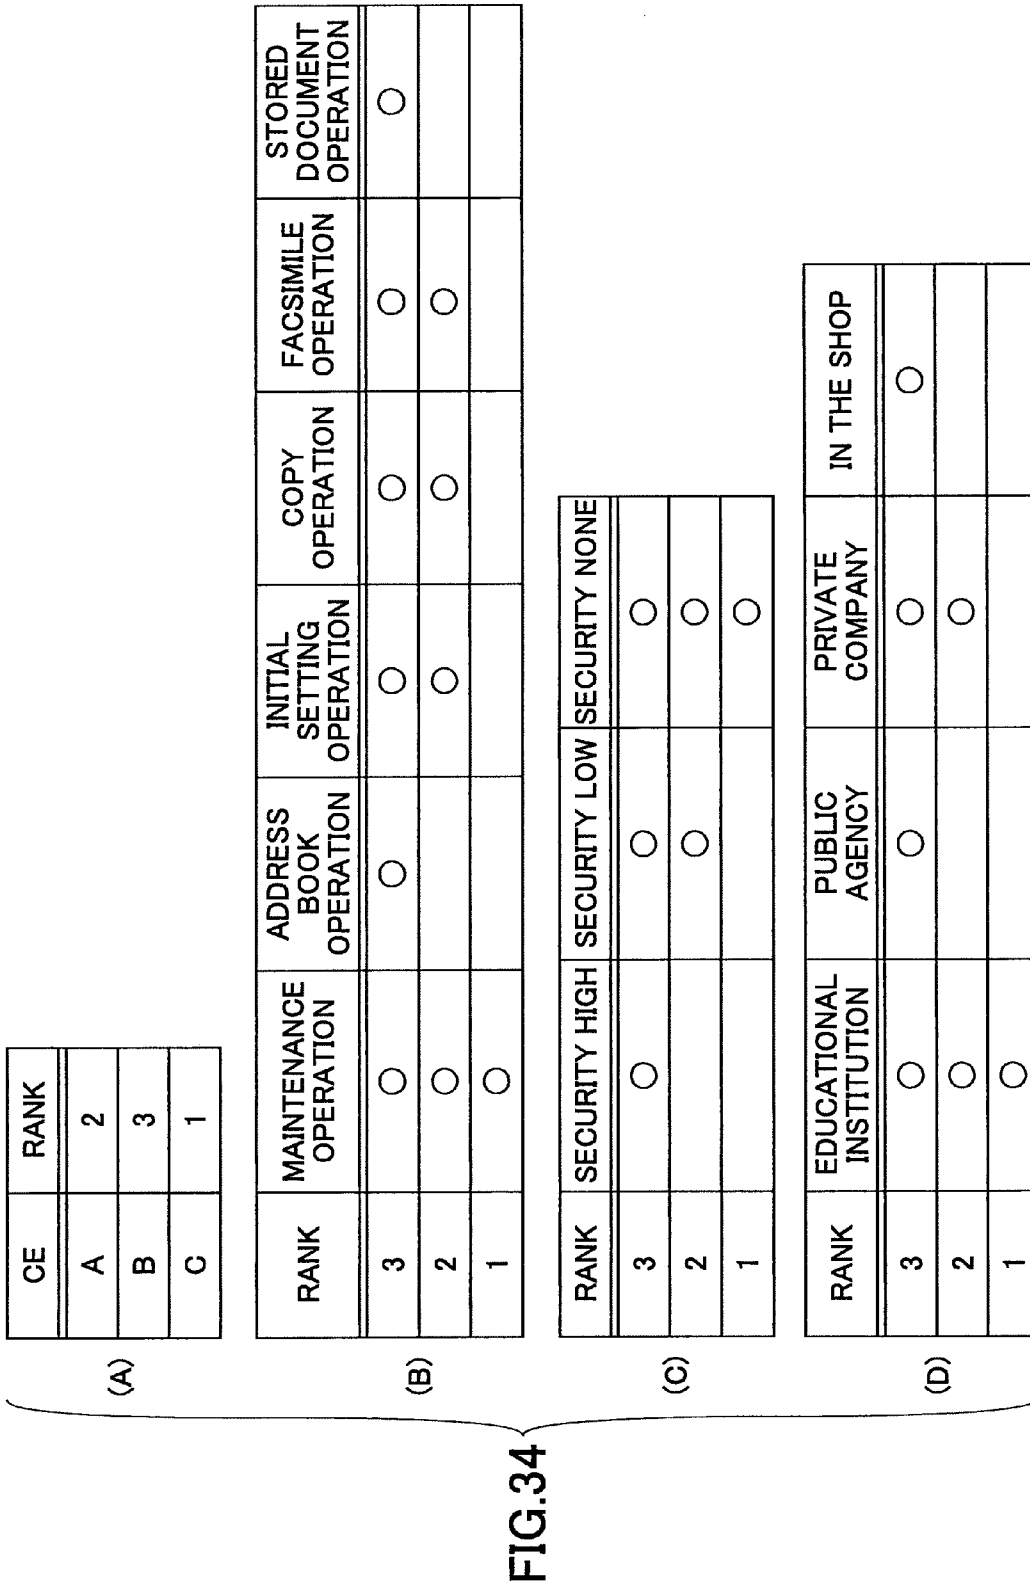 FIG.34
(A)
CE RANK
A 2
B 3
C 1
(B)
RANK MAINTENANCE OPERATION ADDRESS BOOK OPERATION INITIAL SETTING OPERATION COPY OPERATION FACSIMILE OPERATION STORED DOCUMENT OPERATION
3 ○ ○ ○ ○ ○ ○
2 ○ ○ ○ ○
1 ○
(C)
RANK SECURITY HIGH SECURITY LOW SECURITY NONE
3 ○ ○ ○
2 ○ ○
1 ○
(D)
RANK EDUCATIONAL INSTITUTION PUBLIC AGENCY PRIVATE COMPANY IN THE SHOP
3 ○ ○ ○ ○
2 ○ ○
1 ○